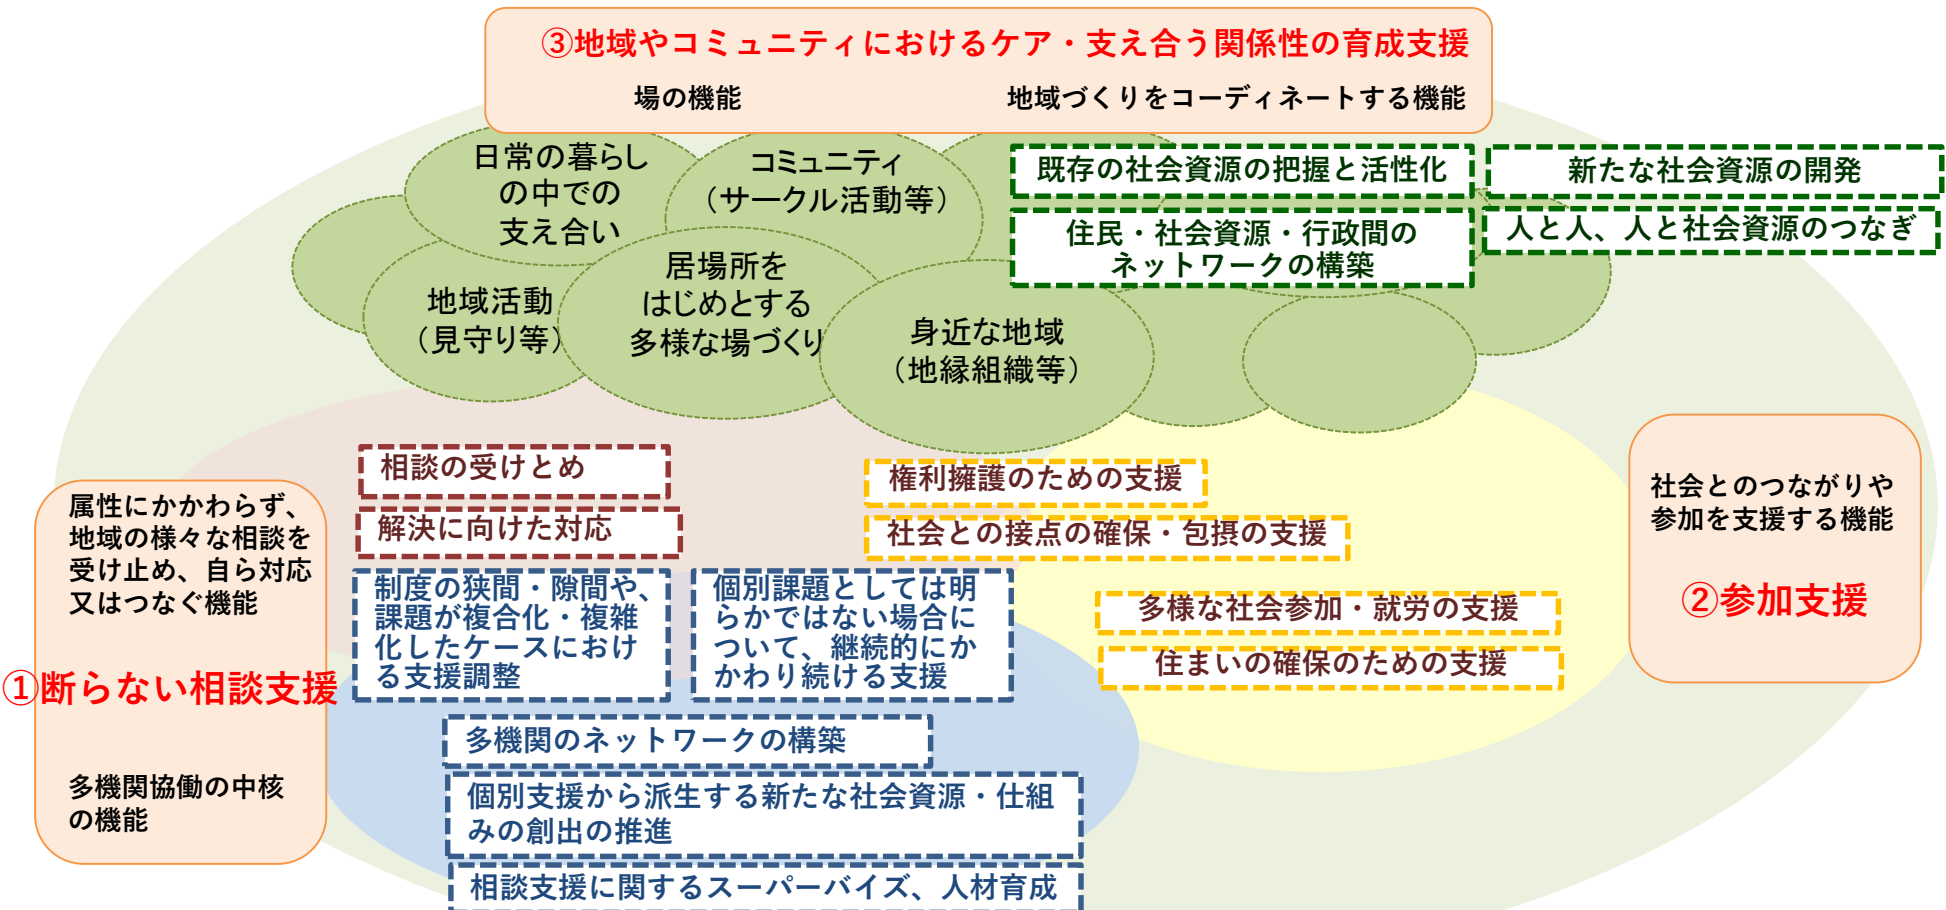 ③地域やコミュニティにおけるケア・支え合う関係性の育成支援
場の機能
地域づくりをコーディネートする機能
日常の暮らし
の中での
支え合い
コミュニティ
（サークル活動等）
地域活動
（見守り等）
居場所を
はじめとする
多様な場づくり
身近な地域
（地縁組織等）
既存の社会資源の把握と活性化
新たな社会資源の開発
住民・社会資源・行政間の
ネットワークの構築
人と人、人と社会資源のつなぎ
属性にかかわらず、
地域の様々な相談を
受け止め、自ら対応
又はつなぐ機能
①断らない相談支援
多機関協働の中核
の機能
相談の受けとめ
解決に向けた対応
制度の狭間・隙間や、
課題が複合化・複雑
化したケースにおけ
る支援調整
個別課題としては明
らかではない場合に
ついて、継続的にか
かわり続ける支援
多機関のネットワークの構築
個別支援から派生する新たな社会資源・仕組
みの創出の推進
相談支援に関するスーパーバイズ、人材育成
権利擁護のための支援
社会との接点の確保・包摂の支援
多様な社会参加・就労の支援
住まいの確保のための支援
社会とのつながりや
参加を支援する機能
②参加支援